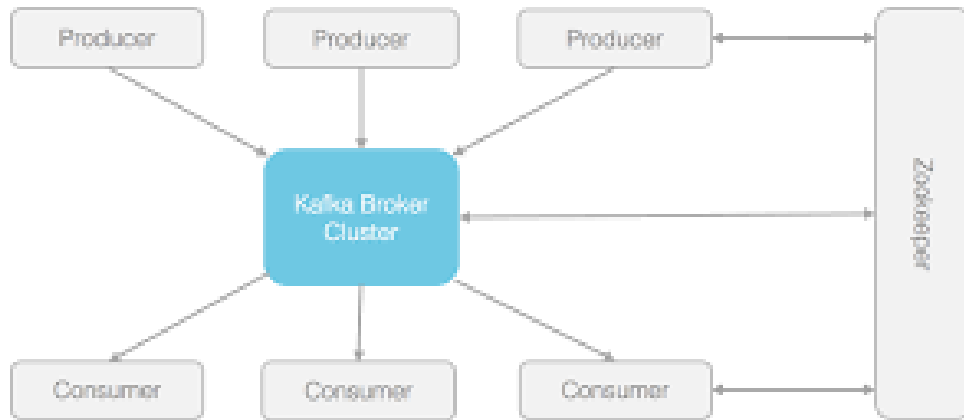 Producer
Producer
Producer
Kafka Broker
Cluster
Zookeeper
Consumer
Consumer
Consumer